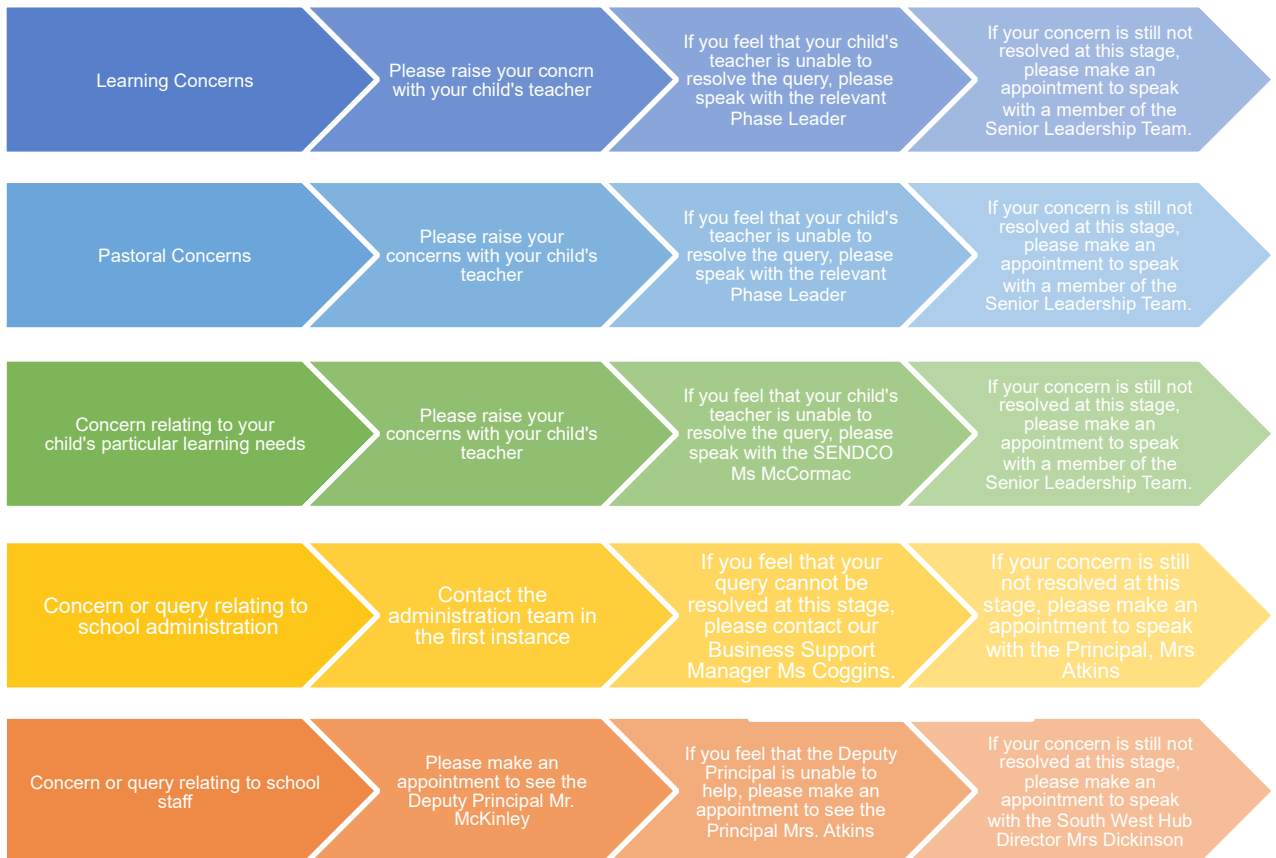 Learning Concerns
Please raise your concrn
with your child's teacher
If you feel that your child's
teacher is unable to
resolve the query, please
speak with the relevant
Phase Leader
If your concern is still not
resolved at this stage,
please make an
appointment to speak
with a member of the
Senior Leadership Team.
Pastoral Concerns
Please raise your
concerns with your child's
teacher
If you feel that your child's
teacher is unable to
resolve the query, please
speak with the relevant
Phase Leader
If your concern is still not
resolved at this stage,
please make an
appointment to speak
with a member of the
Senior Leadership Team.
Concern relating to your
child's particular learning needs
Please raise your
concerns with your child's
teacher
If you feel that your child's
teacher is unable to
resolve the query, please
speak with the SENDCO
Ms McCormac
If your concern is still not
resolved at this stage,
please make an
appointment to speak
with a member of the
Senior Leadership Team.
Concern or query relating to
school administration
Contact the
administration team in
the first instance
If you feel that your
query cannot be
resolved at this stage,
please contact our
Business Support
Manager Ms Coggins.
If your concern is still
not resolved at this
stage, please make an
appointment to speak
with the Principal, Mrs
Atkins
Concern or query relating to school
staff
Please make an
appointment to see the
Deputy Principal Mr.
McKinley
If you feel that the Deputy
Principal is unable to
help, please make an
appointment to see the
Principal Mrs. Atkins
If your concern is still not
resolved at this stage,
please make an
appointment to speak
with the South West Hub
Director Mrs Dickinson